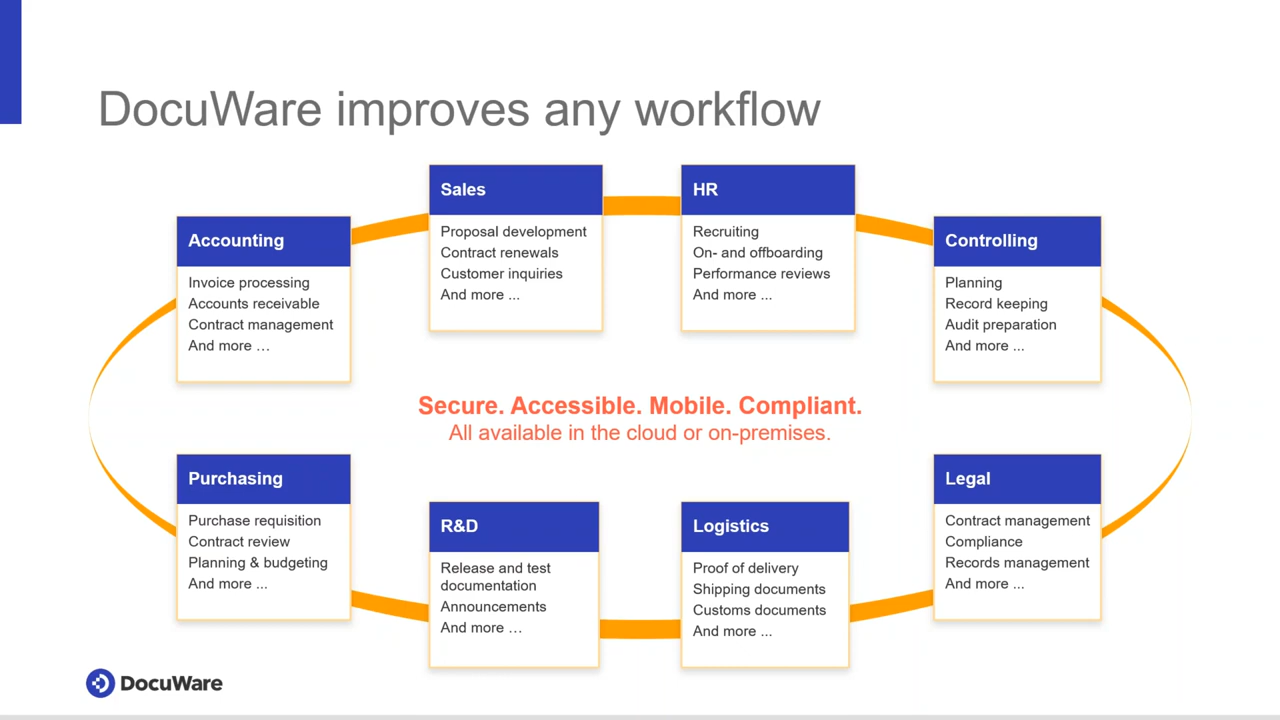 DocuWare improves any workflow
Accounting
Invoice processing
Accounts receivable
Contract management
And more …
Sales
Proposal development
Contract renewals
Customer inquiries
And more ...
HR
Recruiting
On- and offboarding
Performance reviews
And more ...
Controlling
Planning
Record keeping
Audit preparation
And more ...
Secure. Accessible. Mobile. Compliant.
All available in the cloud or on-premises.
Purchasing
Purchase requisition
Contract review
Planning & budgeting
And more ...
R&D
Release and test
documentation
Announcements
And more …
Logistics
Proof of delivery
Shipping documents
Customs documents
And more ...
Legal
Contract management
Compliance
Records management
And more ...
DocuWare